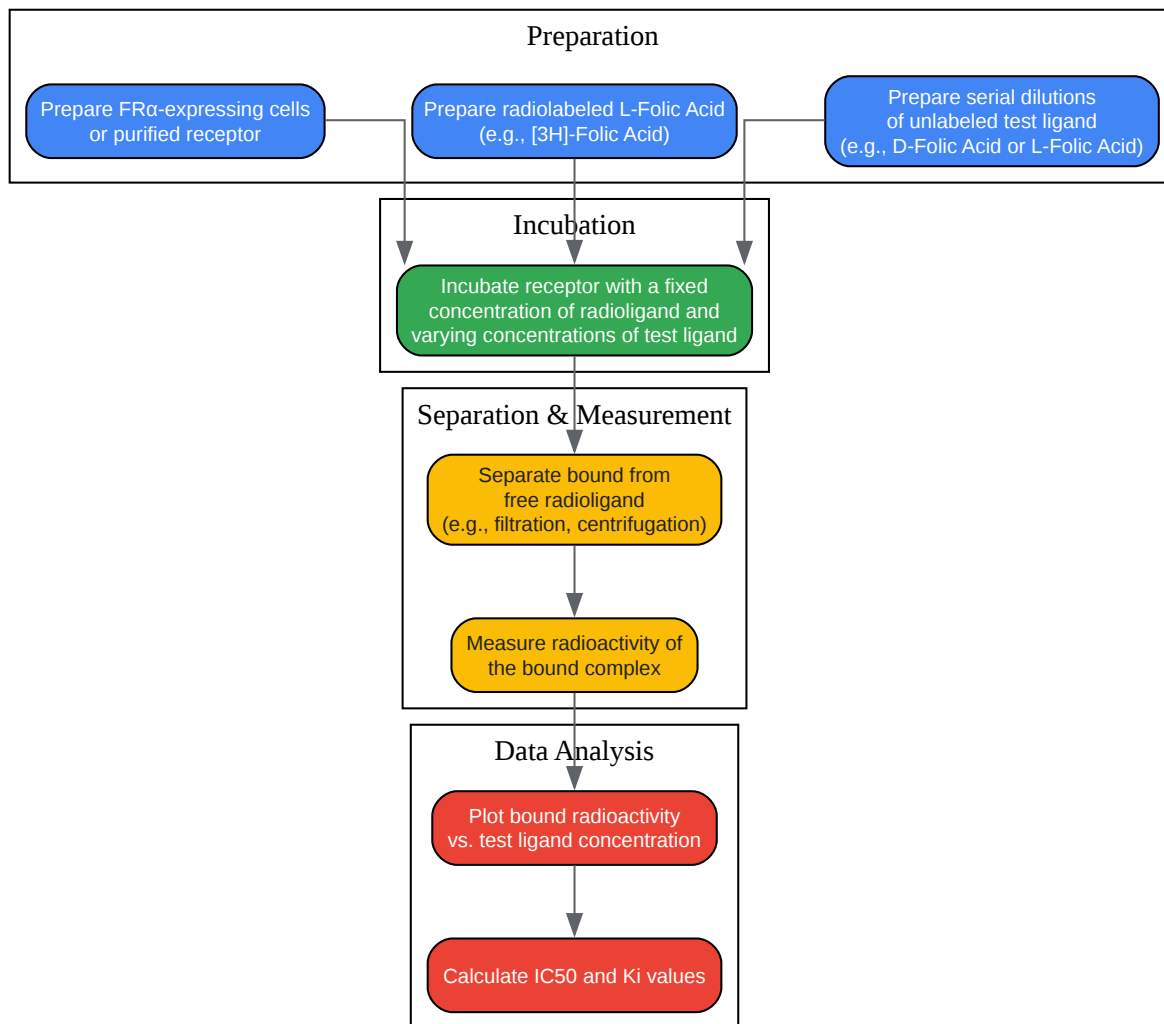 Preparation
Prepare FRα-expressing cells
or purified receptor
Prepare radiolabeled L-Folic Acid
(e.g., [3H]-Folic Acid)
Prepare serial dilutions
of unlabeled test ligand
(e.g., D-Folic Acid or L-Folic Acid)
Incubation
Incubate receptor with a fixed
concentration of radioligand and
varying concentrations of test ligand
Separation & Measurement
Separate bound from
free radioligand
(e.g., filtration, centrifugation)
Measure radioactivity of
the bound complex
Data Analysis
Plot bound radioactivity
vs. test ligand concentration
Calculate IC50 and Ki values